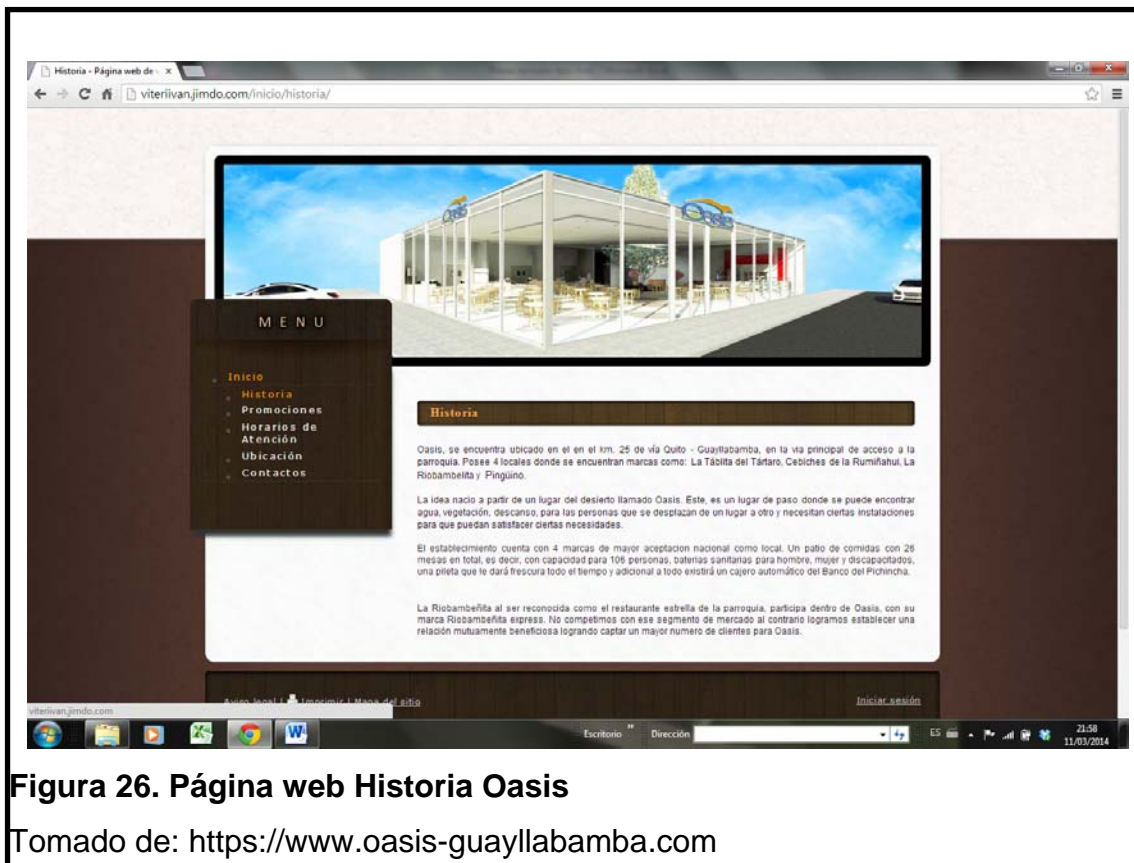 Historia - Página web de
viteriivan.jimdo.com/inicio/historia/
Oasis
Oasis
MENU
Inicio
Historia
Promociones
Horarios de
Atención
Ubicación
Contactos
Historia
Oasis, se encuentra ubicado en el en el km. 25 de vía Quito - Guayllabamba, en la via principal de acceso a la
parroquia. Posee 4 locales donde se encuentran marcas como: La Táblita del Tártaro, Cebiches de la Rumiñahui, La
Riobambeñita y Pingüino.
La idea nacio a partir de un lugar del desierto llamado Oasis. Éste, es un lugar de paso donde se puede encontrar
agua, vegetación, descanso, para las personas que se desplazan de un lugar a otro y necesitan ciertas instalaciones
para que puedan satisfacer ciertas necesidades.
El establecimiento cuenta con 4 marcas de mayor aceptacion nacional como local. Un patio de comidas con 26
mesas en total, es decir, con capacidad para 106 personas, baterias sanitarias para hombre, mujer y discapacitados,
una pileta que le dará frescura todo el tiempo y adicional a todo existirá un cajero automático del Banco del Pichincha.
La Riobambeñita al ser reconocida como el restaurante estrella de la parroquia, participa dentro de Oasis, con su
marca Riobambeñita express. No competimos con ese segmento de mercado al contrario logramos establecer una
relación mutuamente beneficiosa logrando captar un mayor numero de clientes para Oasis.
Aviso legal | Imprimir | Mapa del sitio
Iniciar sesión
viteriivan.jimdo.com
Escritorio
Dirección
ES
21:58
11/03/2014
Figura 26. Página web Historia Oasis
Tomado de: https://www.oasis-guayllabamba.com